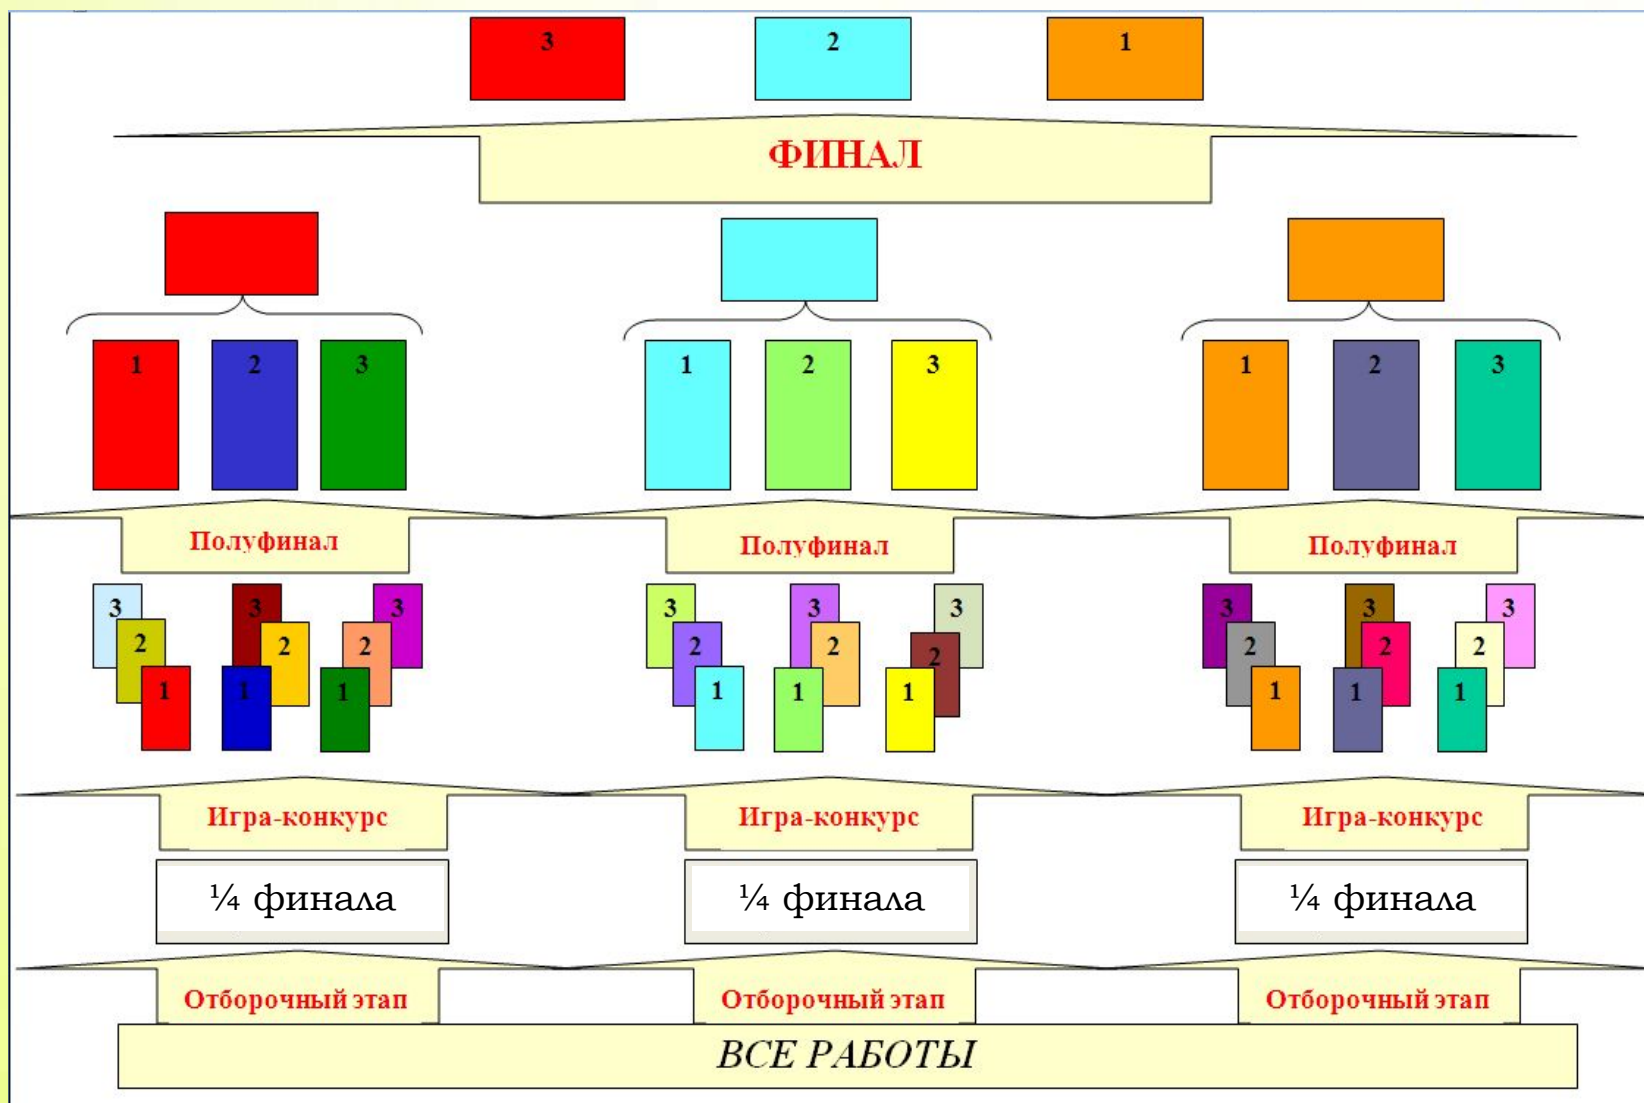 3 2 1
ФИНАЛ
1 2 3 1 2 3 1 2 3
Полуфинал Полуфинал Полуфинал
3 3 3 3 3 3 3 3 3
2 2 2 2 2 2 2 2 2
1 1 1 1 1 1 1 1 1
Игра-конкурс Игра-конкурс Игра-конкурс
¼ финала ¼ финала ¼ финала
Отборочный этап Отборочный этап Отборочный этап
ВСЕ РАБОТЫ